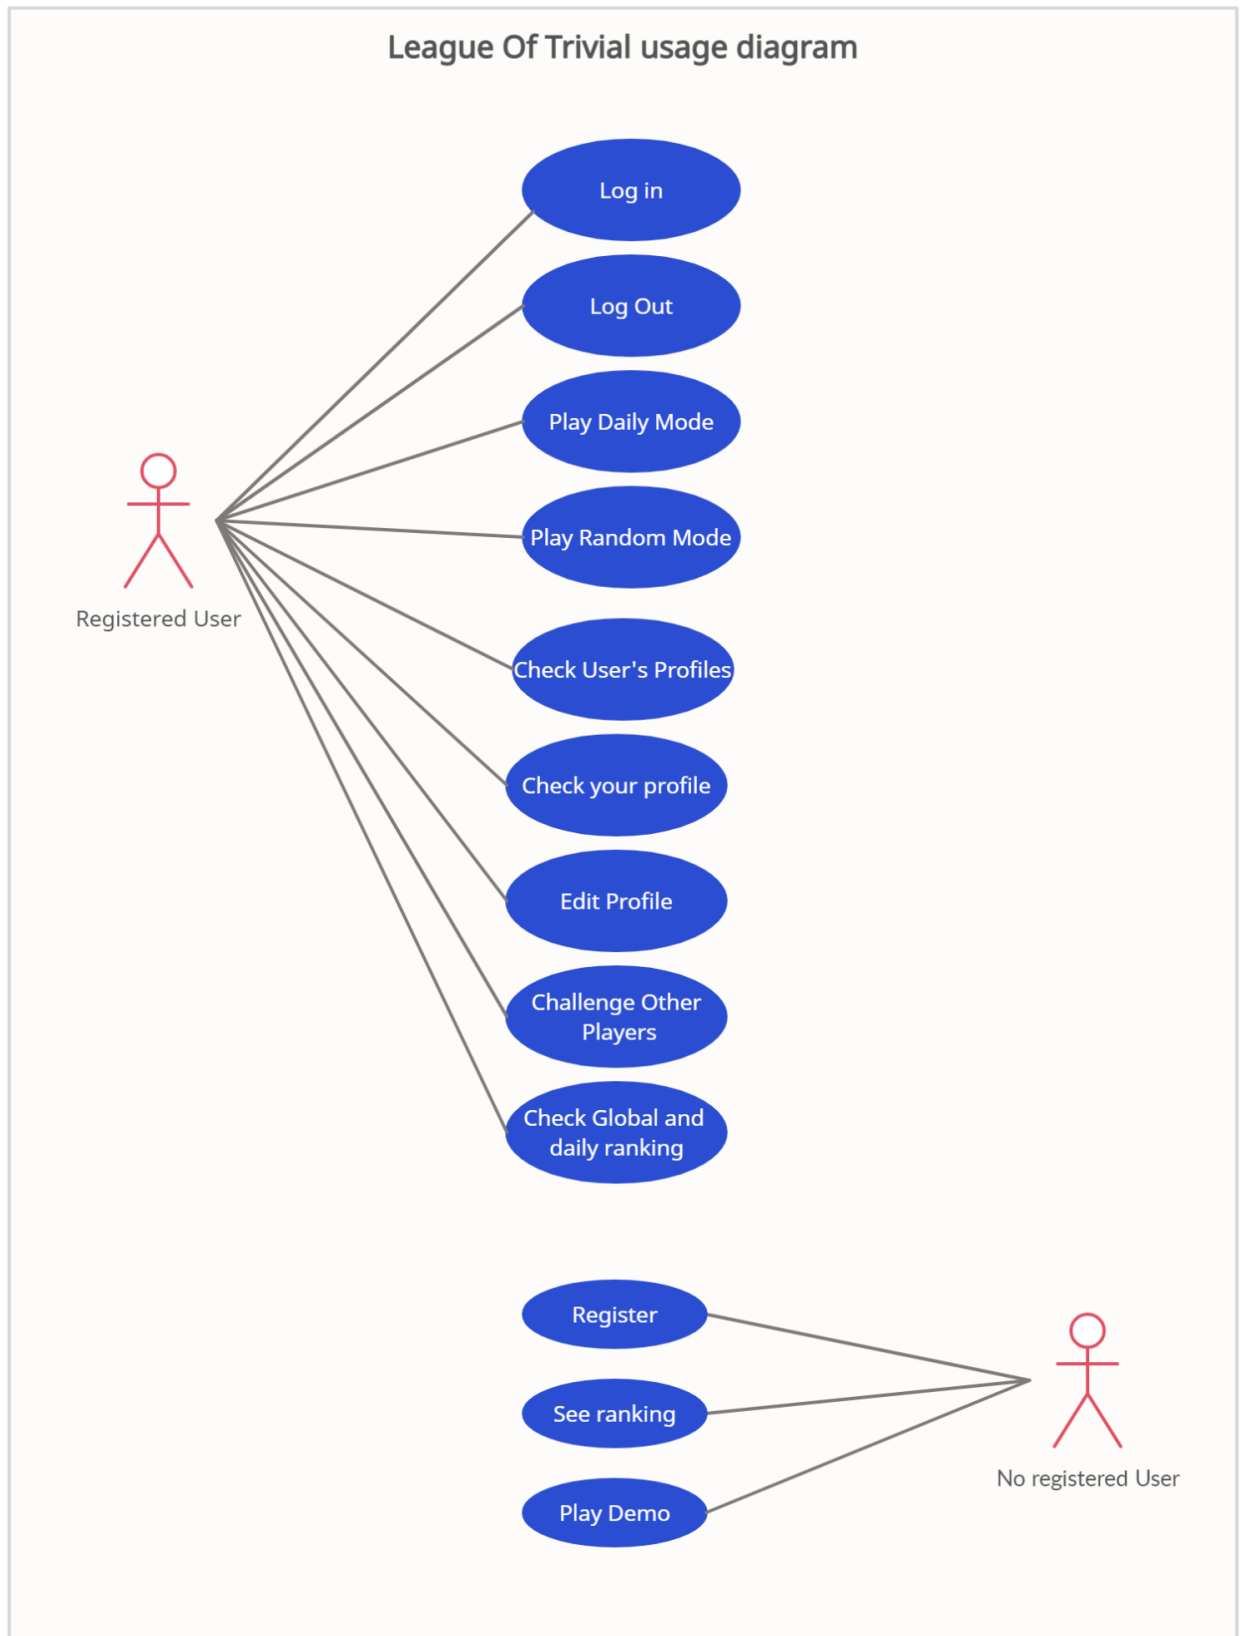 League Of Trivial usage diagram
Log in
Log Out
Play Daily Mode
Play Random Mode
Registered User
Check User's Profiles
Check your profile
Edit Profile
Challenge Other
Players
Check Global and
daily ranking
Register
See ranking
No registered User
Play Demo